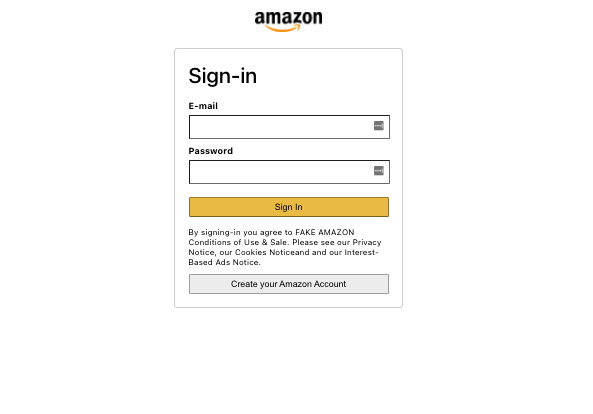 amazon
Sign-in
E-mail
Password
Sign In
By signing-in you agree to FAKE AMAZON
Conditions of Use & Sale. Please see our Privacy
Notice, our Cookies Noticeand and our Interest-
Based Ads Notice.
Create your Amazon Account